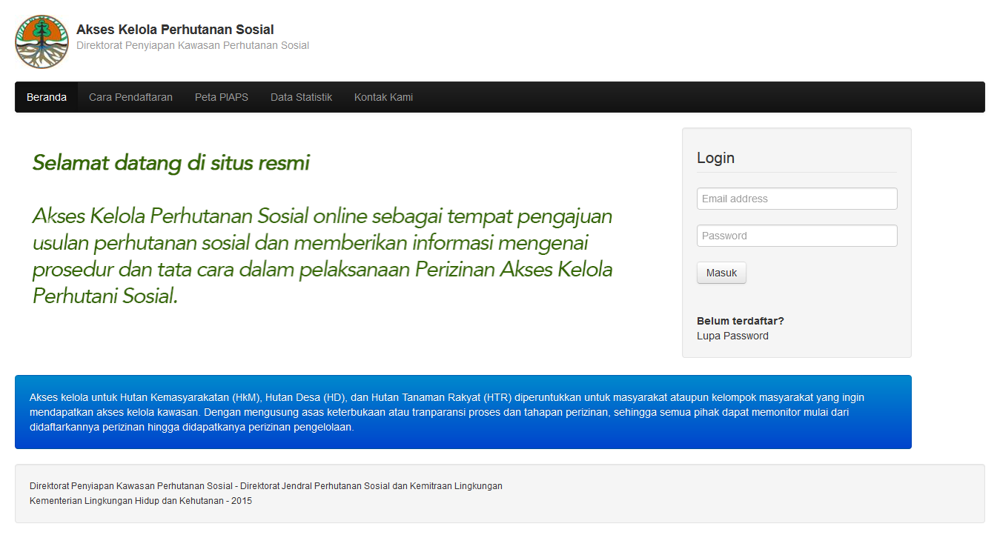 Akses Kelola Perhutanan Sosial
Direktorat Penyiapan Kawasan Perhutanan Sosial
Beranda Cara Pendaftaran Peta PIAPS Data Statistik Kontak Kami
Selamat datang di situs resmi
Akses Kelola Perhutanan Sosial online sebagai tempat pengajuan
usulan perhutanan sosial dan memberikan informasi mengenai
prosedur dan tata cara dalam pelaksanaan Perizinan Akses Kelola
Perhutani Sosial.
Login
Email address
Password
Masuk
Belum terdaftar?
Lupa Password
Akses kelola untuk Hutan Kemasyarakatan (HkM), Hutan Desa (HD), dan Hutan Tanaman Rakyat (HTR) diperuntukkan untuk masyarakat ataupun kelompok masyarakat yang ingin
mendapatkan akses kelola kawasan. Dengan mengusung asas keterbukaan atau tranparansi proses dan tahapan perizinan, sehingga semua pihak dapat memonitor mulai dari
didaftarkannya perizinan hingga didapatkanya perizinan pengelolaan.
Direktorat Penyiapan Kawasan Perhutanan Sosial - Direktorat Jendral Perhutanan Sosial dan Kemitraan Lingkungan
Kementerian Lingkungan Hidup dan Kehutanan - 2015